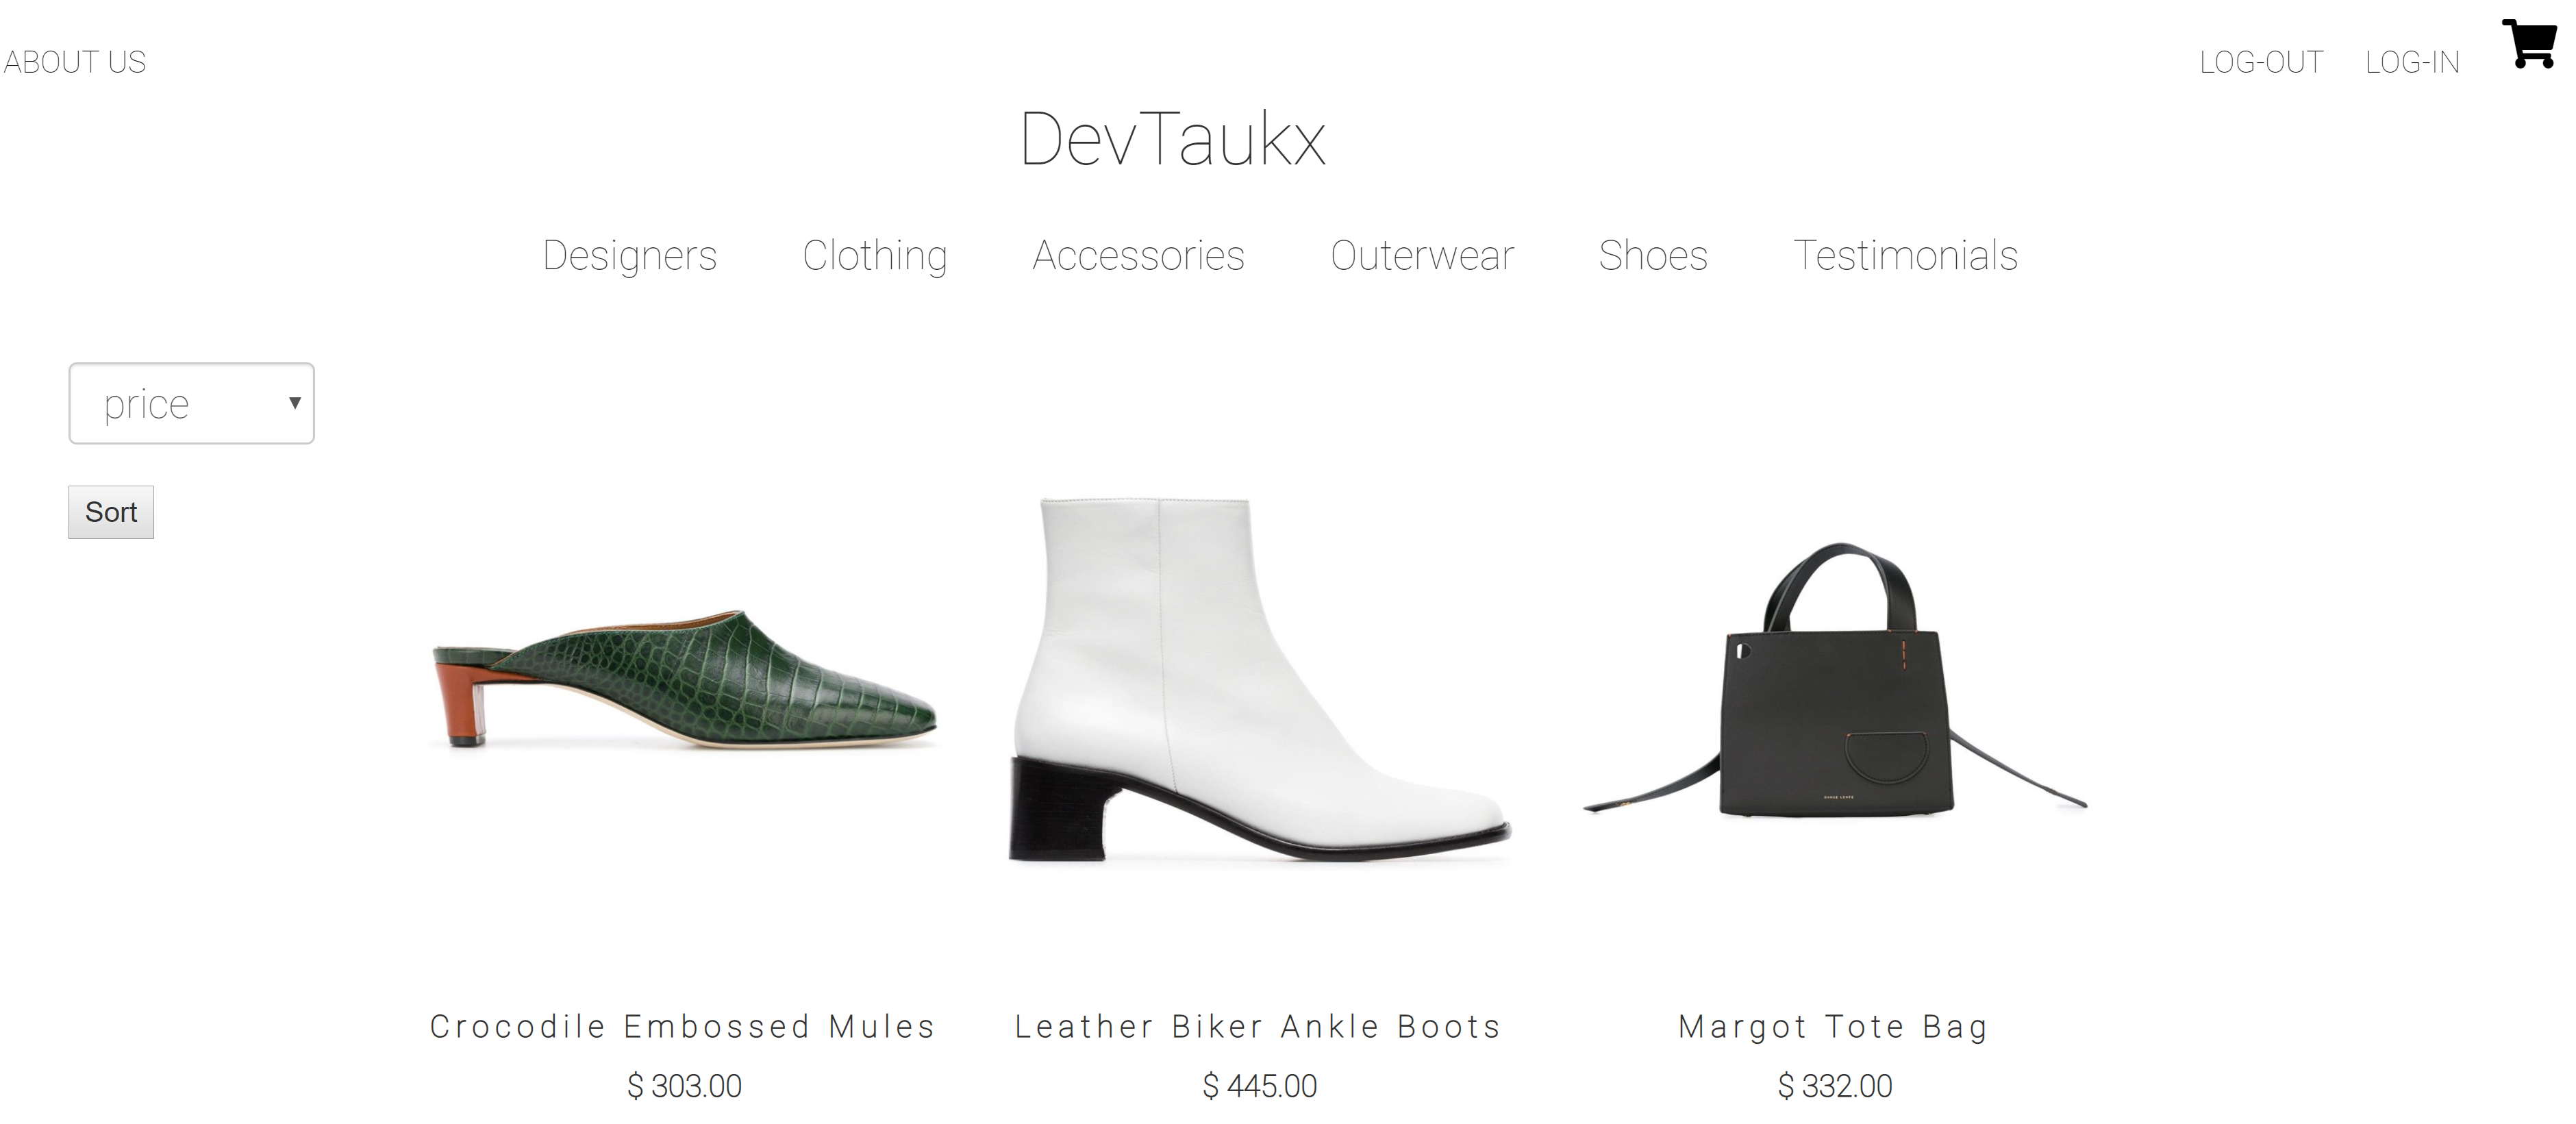 ABOUT US
LOG-OUT LOG-IN
DevTaukx
Designers Clothing Accessories Outerwear Shoes Testimonials
price
Sort
Crocodile Embossed Mules
$ 303.00
Leather Biker Ankle Boots
$ 445.00
Margot Tote Bag
$ 332.00